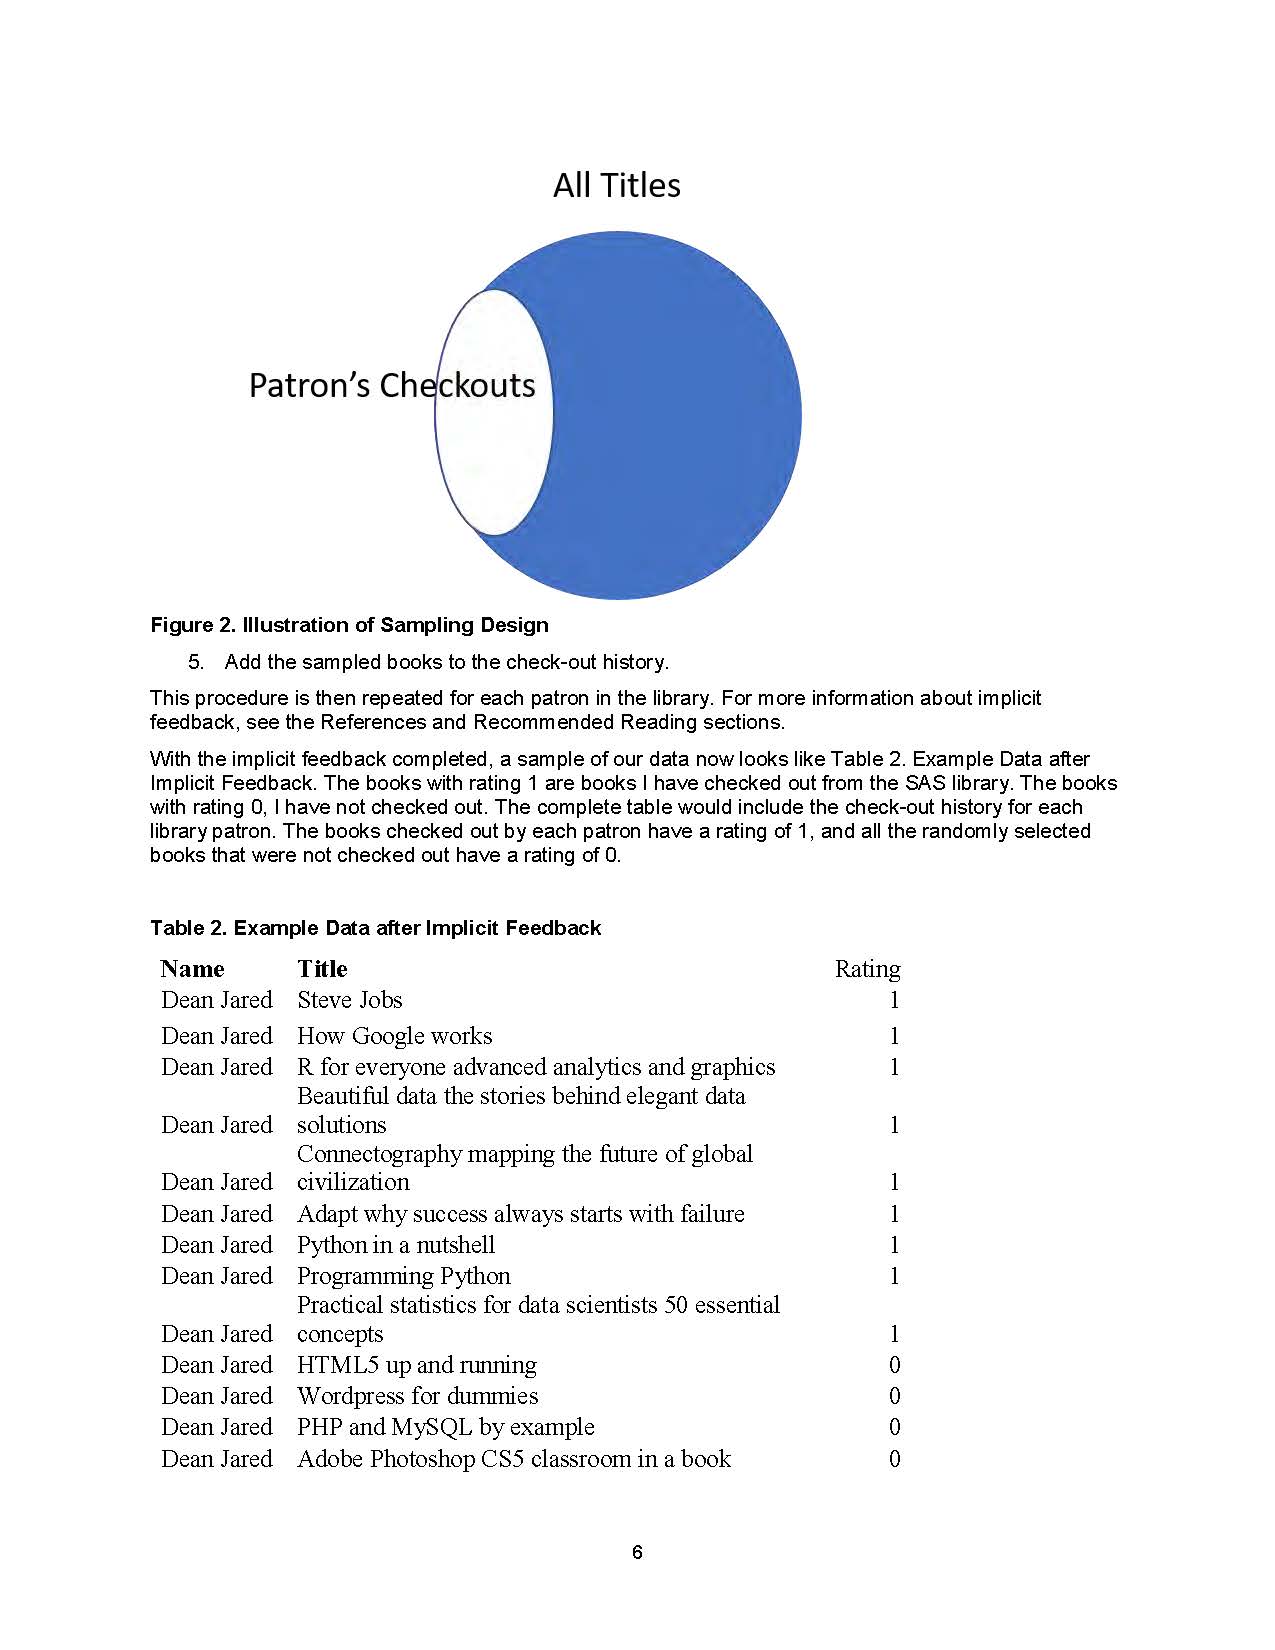 All Titles
Patron’s Checkouts
Figure 2. Illustration of Sampling Design
5. Add the sampled books to the check-out history.
This procedure is then repeated for each patron in the library. For more information about implicit
feedback, see the References and Recommended Reading sections.
With the implicit feedback completed, a sample of our data now looks like Table 2. Example Data after
Implicit Feedback. The books with rating 1 are books I have checked out from the SAS library. The books
with rating 0, I have not checked out. The complete table would include the check-out history for each
library patron. The books checked out by each patron have a rating of 1, and all the randomly selected
books that were not checked out have a rating of 0.
Table 2. Example Data after Implicit Feedback
Name Title Rating
Dean Jared Steve Jobs 1
Dean Jared How Google works 1
Dean Jared R for everyone advanced analytics and graphics 1
Beautiful data the stories behind elegant data
Dean Jared solutions 1
Connectography mapping the future of global
Dean Jared civilization 1
Dean Jared Adapt why success always starts with failure 1
Dean Jared Python in a nutshell 1
Dean Jared Programming Python 1
Practical statistics for data scientists 50 essential
Dean Jared concepts 1
Dean Jared HTML5 up and running 0
Dean Jared Wordpress for dummies 0
Dean Jared PHP and MySQL by example 0
Dean Jared Adobe Photoshop CS5 classroom in a book 0
6